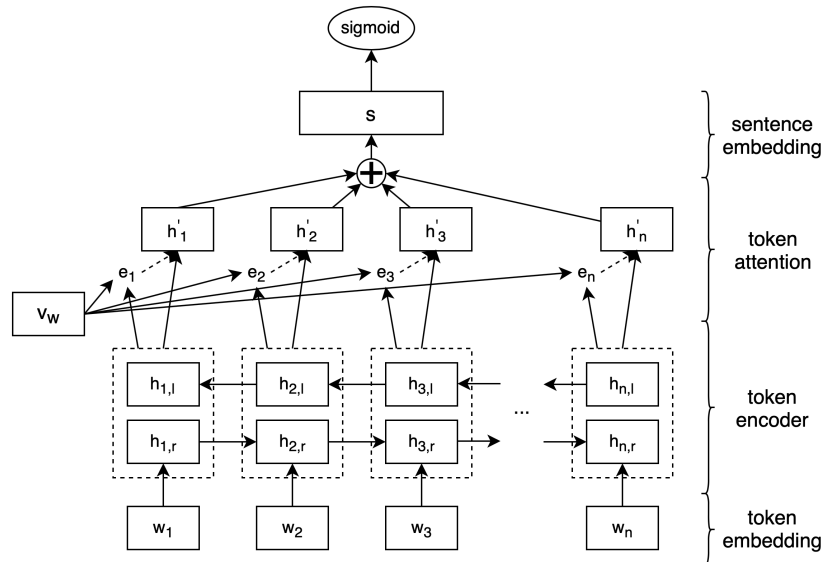 sigmoid
s
sentence
embedding
h'1 h'2 h'3 h'n
token
attention
e1 e2 e3 en
vw
h1,l h2,l h3,l hn,l
token
encoder
...
h1,r h2,r h3,r hn,r
w1 w2 w3 wn
token
embedding